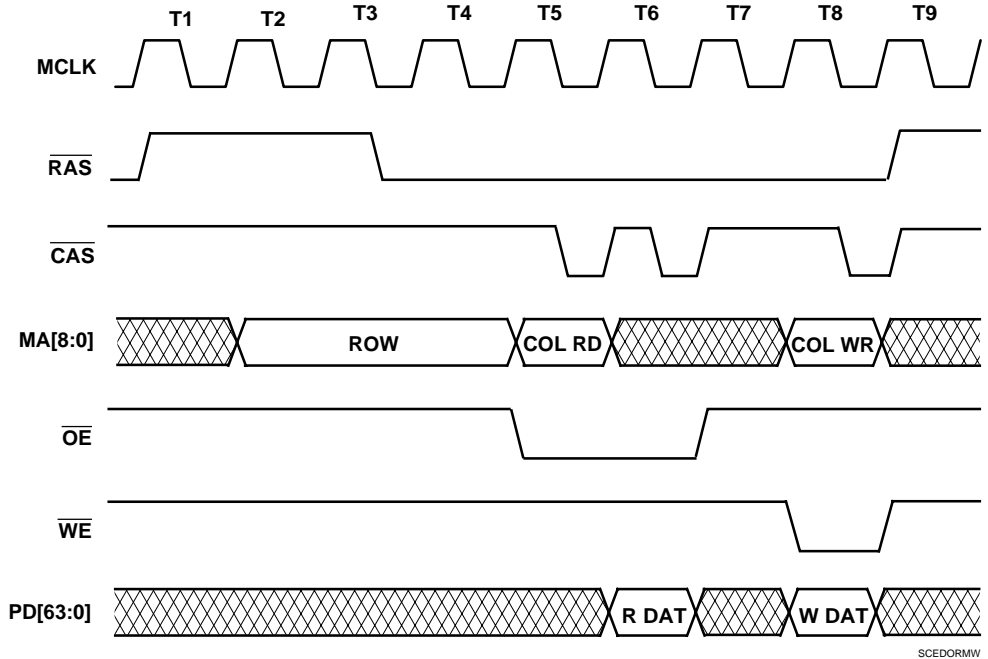 T1 T2 T3 T4 T5 T6 T7 T8 T9
MCLK
RAS
CAS
MA[8:0] ROW COL RD COL WR
OE
WE
PD[63:0] R DAT W DAT
SCEDORMW